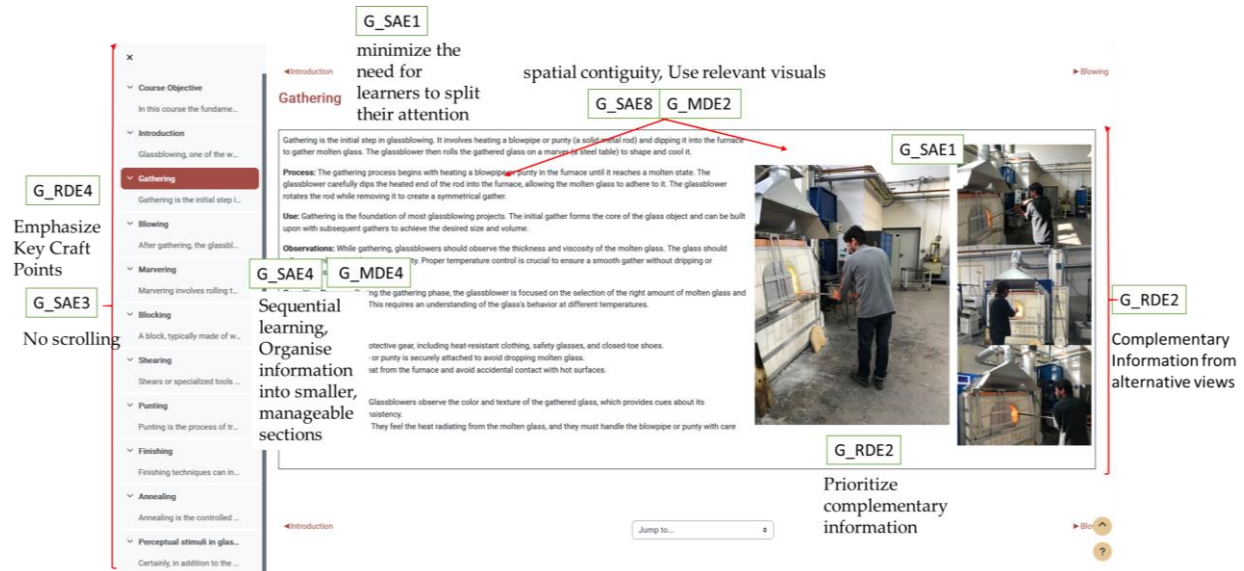 G_SAE1
minimize the
need for
learners to split
their attention
spatial contiguity, Use relevant visuals
G_SAE8
G_MDE2
×
Course Objective
In this course the fundame...
Introduction
Glassblowing, one of the w...
Gathering
Gathering is the initial step i...
Blowing
After gathering, the glassbl...
Marvering
Marvering involves rolling t...
Blocking
A block, typically made of w...
Shearing
Shears or specialized tools ...
Punting
Punting is the process of tr...
Finishing
Finishing techniques can in...
Annealing
Annealing is the controlled ...
Perceptual stimuli in glas...
Certainly, in addition to the ...
G_RDE4
Emphasize
Key Craft
Points
G_SAE3
No scrolling
◄Introduction
►Blowing
Gathering
Gathering is the initial step in glassblowing. It involves heating a blowpipe or punty (a solid metal rod) and dipping it into the furnace
to gather molten glass. The glassblower then rolls the gathered glass on a marver (a steel table) to shape and cool it.
Process: The gathering process begins with heating a blowpipe or punty in the furnace until it reaches a molten state. The
glassblower carefully dips the heated end of the rod into the furnace, allowing the molten glass to adhere to it. The glassblower
rotates the rod while removing it to create a symmetrical gather.
Use: Gathering is the foundation of most glassblowing projects. The initial gather forms the core of the glass object and can be built
upon with subsequent gathers to achieve the desired size and volume.
Observations: While gathering, glassblowers should observe the thickness and viscosity of the molten glass. The glass should
Proper temperature control is crucial to ensure a smooth gather without dripping or
the gathering phase, the glassblower is focused on the selection of the right amount of molten glass and
This requires an understanding of the glass's behavior at different temperatures.
gear, including heat-resistant clothing, safety glasses, and closed-toe shoes.
or punty is securely attached to avoid dropping molten glass.
from the furnace and avoid accidental contact with hot surfaces.
Glassblowers observe the color and texture of the gathered glass, which provides cues about its
They feel the heat radiating from the molten glass, and they must handle the blowpipe or punty with care
G_SAE4
G_MDE4
Sequential
learning,
Organise
information
into smaller,
manageable
sections
G_SAE1
G_RDE2
Complementary
Information from
alternative views
G_RDE2
Prioritize
complementary
information
◄Introduction
Jump to...
?